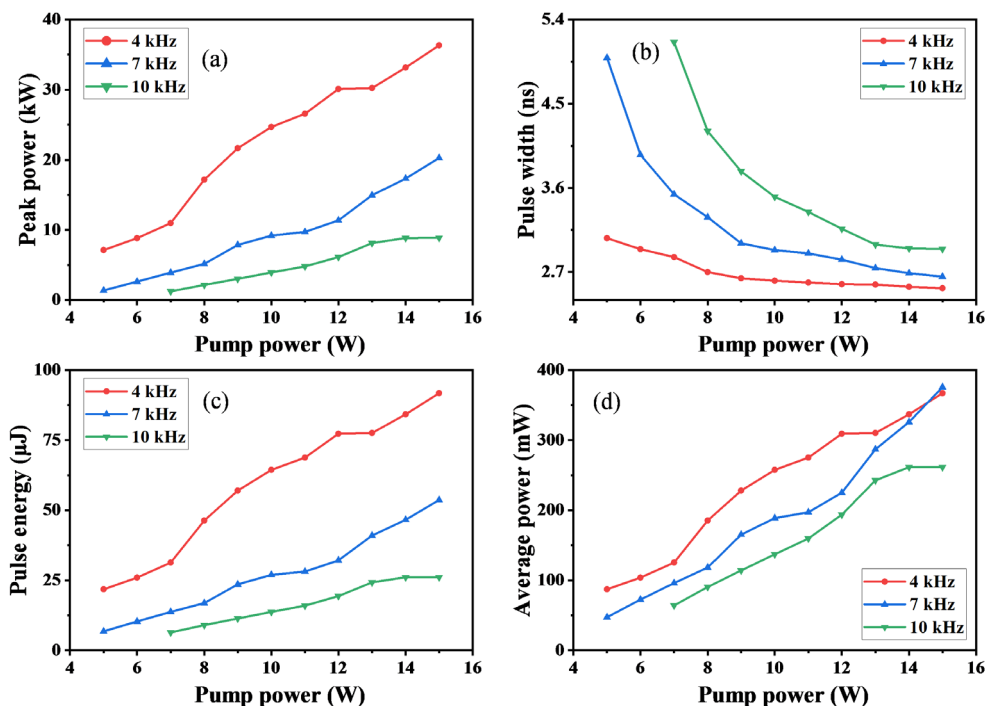 (a)
4 kHz
7 kHz
10 kHz
Peak power (kW)
40
30
20
10
0
4 6 8 10 12 14 16
Pump power (W)
(b)
4 kHz
7 kHz
10 kHz
Pulse width (ns)
5.4
4.5
3.6
2.7
4 6 8 10 12 14 16
Pump power (W)
(c)
4 kHz
7 kHz
10 kHz
Pulse energy (μJ)
100
75
50
25
0
4 6 8 10 12 14 16
Pump power (W)
(d)
4 kHz
7 kHz
10 kHz
Average power (mW)
400
300
200
100
0
4 6 8 10 12 14 16
Pump power (W)